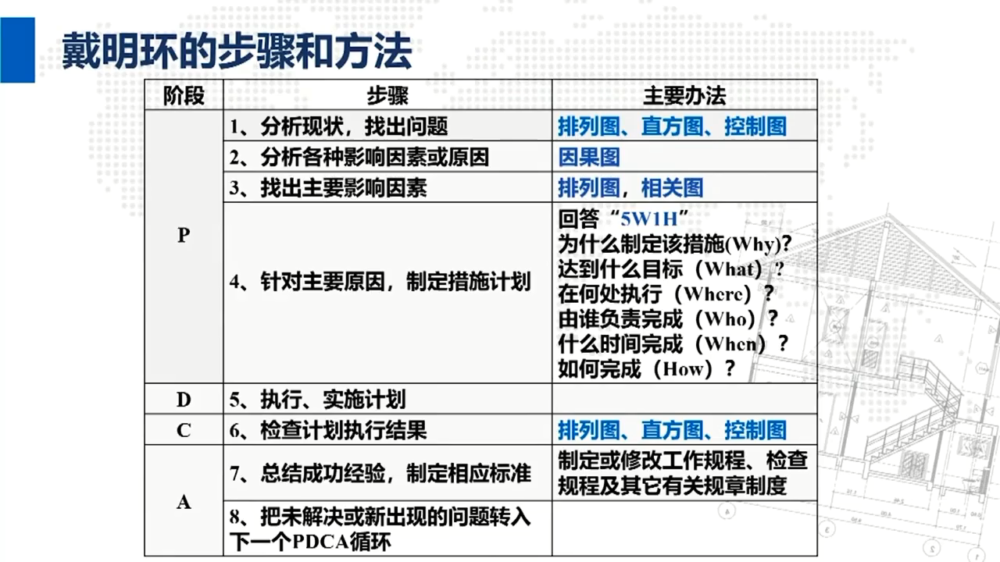 戴明环的步骤和方法
阶段 步骤 主要办法
P
1、分析现状，找出问题 排列图、直方图、控制图
2、分析各种影响因素或原因 因果图
3、找出主要影响因素 排列图，相关图
4、针对主要原因，制定措施计划
回答“5W1H”
为什么制定该措施(Why)?
达到什么目标（What）?
在何处执行（Where）？
由谁负责完成（Who）？
什么时间完成（When）？
如何完成（How）？
D 5、执行、实施计划
C 6、检查计划执行结果 排列图、直方图、控制图
A
7、总结成功经验，制定相应标准
制定或修改工作规程、检查
规程及其它有关规章制度
8、把未解决或新出现的问题转入
下一个PDCA循环